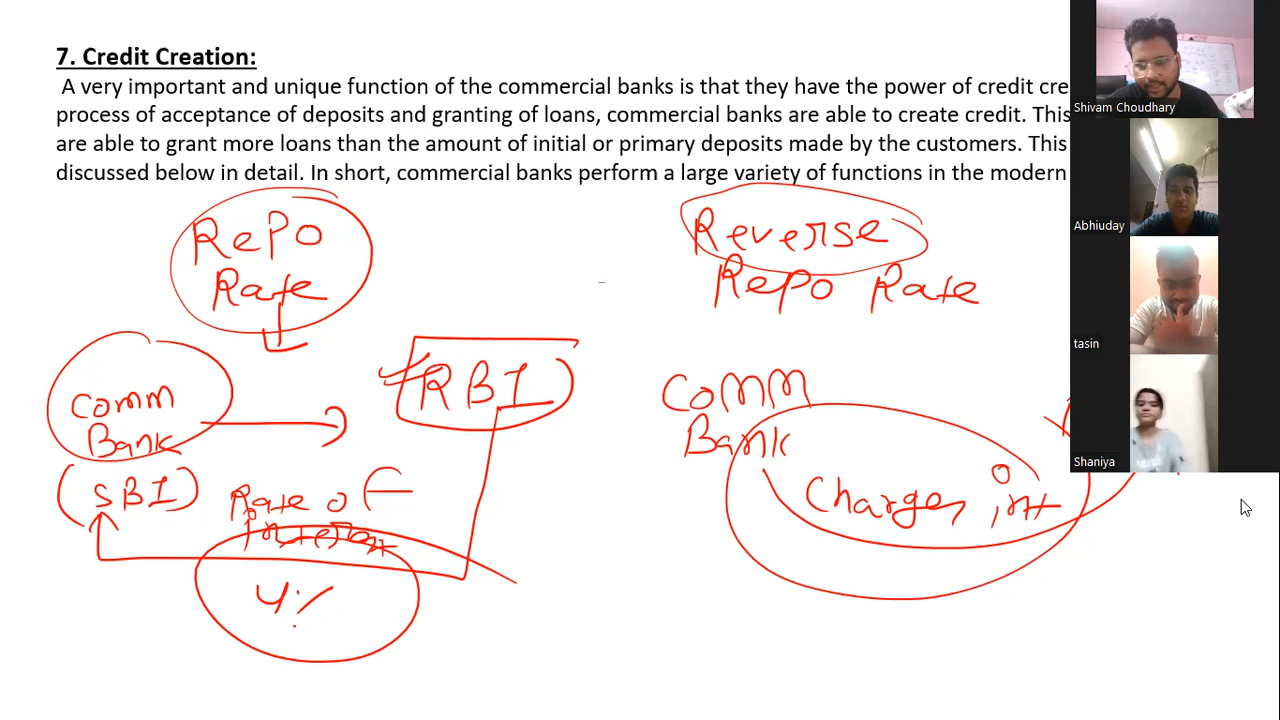 7. Credit Creation:
A very important and unique function of the commercial banks is that they have the power of credit cre
process of acceptance of deposits and granting of loans, commercial banks are able to create credit. This
are able to grant more loans than the amount of initial or primary deposits made by the customers. This
discussed below in detail. In short, commercial banks perform a large variety of functions in the modern
Shivam Choudhary
Abhiuday
tasin
Shaniya
RePO
Rate
Reverse
Repo Rate
Comm
Bank
RBI
(SBI)
Rate of
Interest
4%
Comm
Bank
Charges int